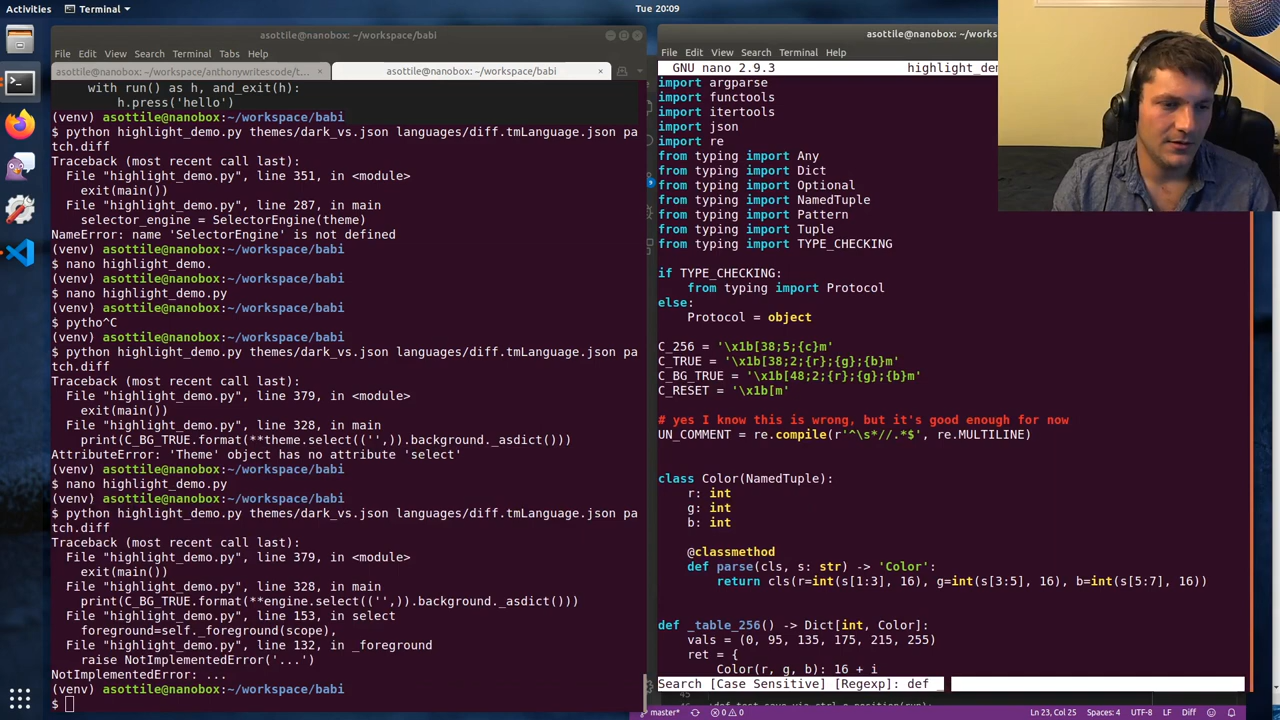 Activities
Terminal
Tue 20:09
asottile@nanobox: ~/workspace/babi
File Edit View Search Terminal Tabs Help
asottile@nanobox: ~/workspace/anthonywritescode/t...
asottile@nanobox: ~/workspace/babi
with run() as h, and_exit(h):
h.press('hello')
(venv) asottile@nanobox:~/workspace/babi
$ python highlight_demo.py themes/dark_vs.json languages/diff.tmLanguage.json pa
tch.diff
Traceback (most recent call last):
File "highlight_demo.py", line 351, in <module>
exit(main())
File "highlight_demo.py", line 287, in main
selector_engine = SelectorEngine(theme)
NameError: name 'SelectorEngine' is not defined
(venv) asottile@nanobox:~/workspace/babi
$ nano highlight_demo.
(venv) asottile@nanobox:~/workspace/babi
$ nano highlight_demo.py
(venv) asottile@nanobox:~/workspace/babi
$ pytho^C
(venv) asottile@nanobox:~/workspace/babi
$ python highlight_demo.py themes/dark_vs.json languages/diff.tmLanguage.json pa
tch.diff
Traceback (most recent call last):
File "highlight_demo.py", line 379, in <module>
exit(main())
File "highlight_demo.py", line 328, in main
print(C_BG_TRUE.format(**theme.select(('',)).background._asdict()))
AttributeError: 'Theme' object has no attribute 'select'
(venv) asottile@nanobox:~/workspace/babi
$ nano highlight_demo.py
(venv) asottile@nanobox:~/workspace/babi
$ python highlight_demo.py themes/dark_vs.json languages/diff.tmLanguage.json pa
tch.diff
Traceback (most recent call last):
File "highlight_demo.py", line 379, in <module>
exit(main())
File "highlight_demo.py", line 328, in main
print(C_BG_TRUE.format(**engine.select(('',)).background._asdict()))
File "highlight_demo.py", line 153, in select
foreground=self._foreground(scope),
File "highlight_demo.py", line 132, in _foreground
raise NotImplementedError('...')
NotImplementedError: ...
(venv) asottile@nanobox:~/workspace/babi
$
asottile@nanobox: ~/works
File Edit View Search Terminal Help
GNU nano 2.9.3 highlight_de
import argparse
import functools
import itertools
import json
import re
from typing import Any
from typing import Dict
from typing import Optional
from typing import NamedTuple
from typing import Pattern
from typing import Tuple
from typing import TYPE_CHECKING
if TYPE_CHECKING:
from typing import Protocol
else:
Protocol = object
C_256 = '\x1b[38;5;{c}m'
C_TRUE = '\x1b[38;2;{r};{g};{b}m'
C_BG_TRUE = '\x1b[48;2;{r};{g};{b}m'
C_RESET = '\x1b[m'
# yes I know this is wrong, but it's good enough for now
UN_COMMENT = re.compile(r'^\s*//.*$', re.MULTILINE)
class Color(NamedTuple):
r: int
g: int
b: int
@classmethod
def parse(cls, s: str) -> 'Color':
return cls(r=int(s[1:3], 16), g=int(s[3:5], 16), b=int(s[5:7], 16))
def _table_256() -> Dict[int, Color]:
vals = (0, 95, 135, 175, 215, 255)
ret = {
Color(r, g, b): 16 + i
Search [Case Sensitive] [Regexp]: def _
master* 0 0 Ln 23, Col 25 Spaces: 4 UTF-8 LF Diff